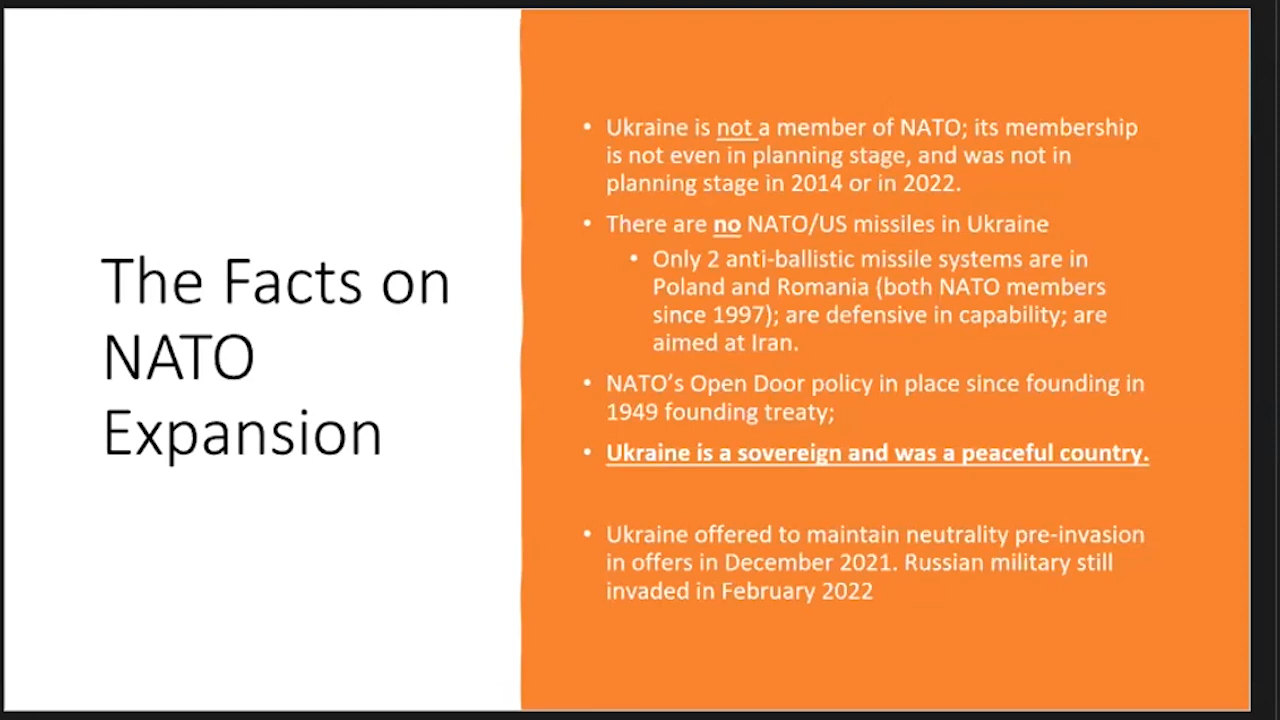 The Facts on
NATO
Expansion
• Ukraine is not a member of NATO; its membership
is not even in planning stage, and was not in
planning stage in 2014 or in 2022.
• There are no NATO/US missiles in Ukraine
• Only 2 anti-ballistic missile systems are in
Poland and Romania (both NATO members
since 1997); are defensive in capability; are
aimed at Iran.
• NATO's Open Door policy in place since founding in
1949 founding treaty;
• Ukraine is a sovereign and was a peaceful country.
• Ukraine offered to maintain neutrality pre-invasion
in offers in December 2021. Russian military still
invaded in February 2022